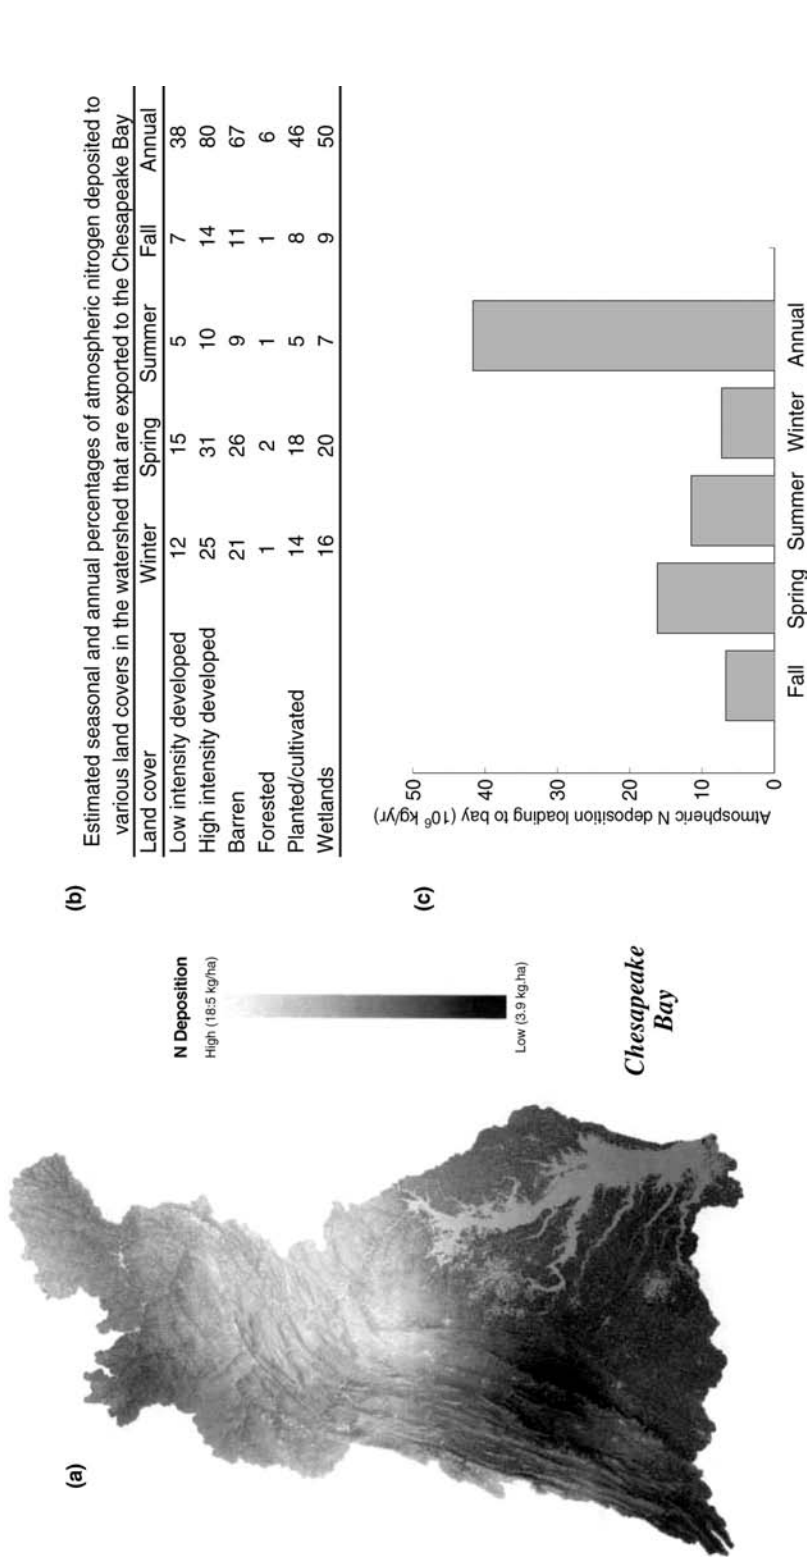 (a)
N Deposition
High (18:5 kg/ha)
Low (3.9 kg.ha)
Chesapeake
Bay
(b)
Estimated seasonal and annual percentages of atmospheric nitrogen deposited to
various land covers in the watershed that are exported to the Chesapeake Bay
Land cover Winter Spring Summer Fall Annual
Low intensity developed 12 15 5 7 38
High intensity developed 25 31 10 14 80
Barren 21 26 9 11 67
Forested 1 2 1 1 6
Planted/cultivated 14 18 5 8 46
Wetlands 16 20 7 9 50
(c)
Atmospheric N deposition loading to bay (10⁶ kg/yr)
50
40
30
20
10
0
Fall Spring Summer Winter Annual